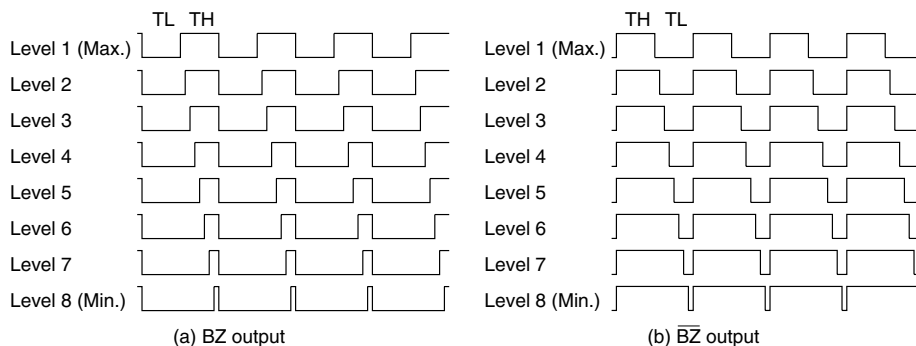 TL TH
Level 1 (Max.)
Level 2
Level 3
Level 4
Level 5
Level 6
Level 7
Level 8 (Min.)
(a) BZ output
TH TL
Level 1 (Max.)
Level 2
Level 3
Level 4
Level 5
Level 6
Level 7
Level 8 (Min.)
(b) B̅Z̅ output